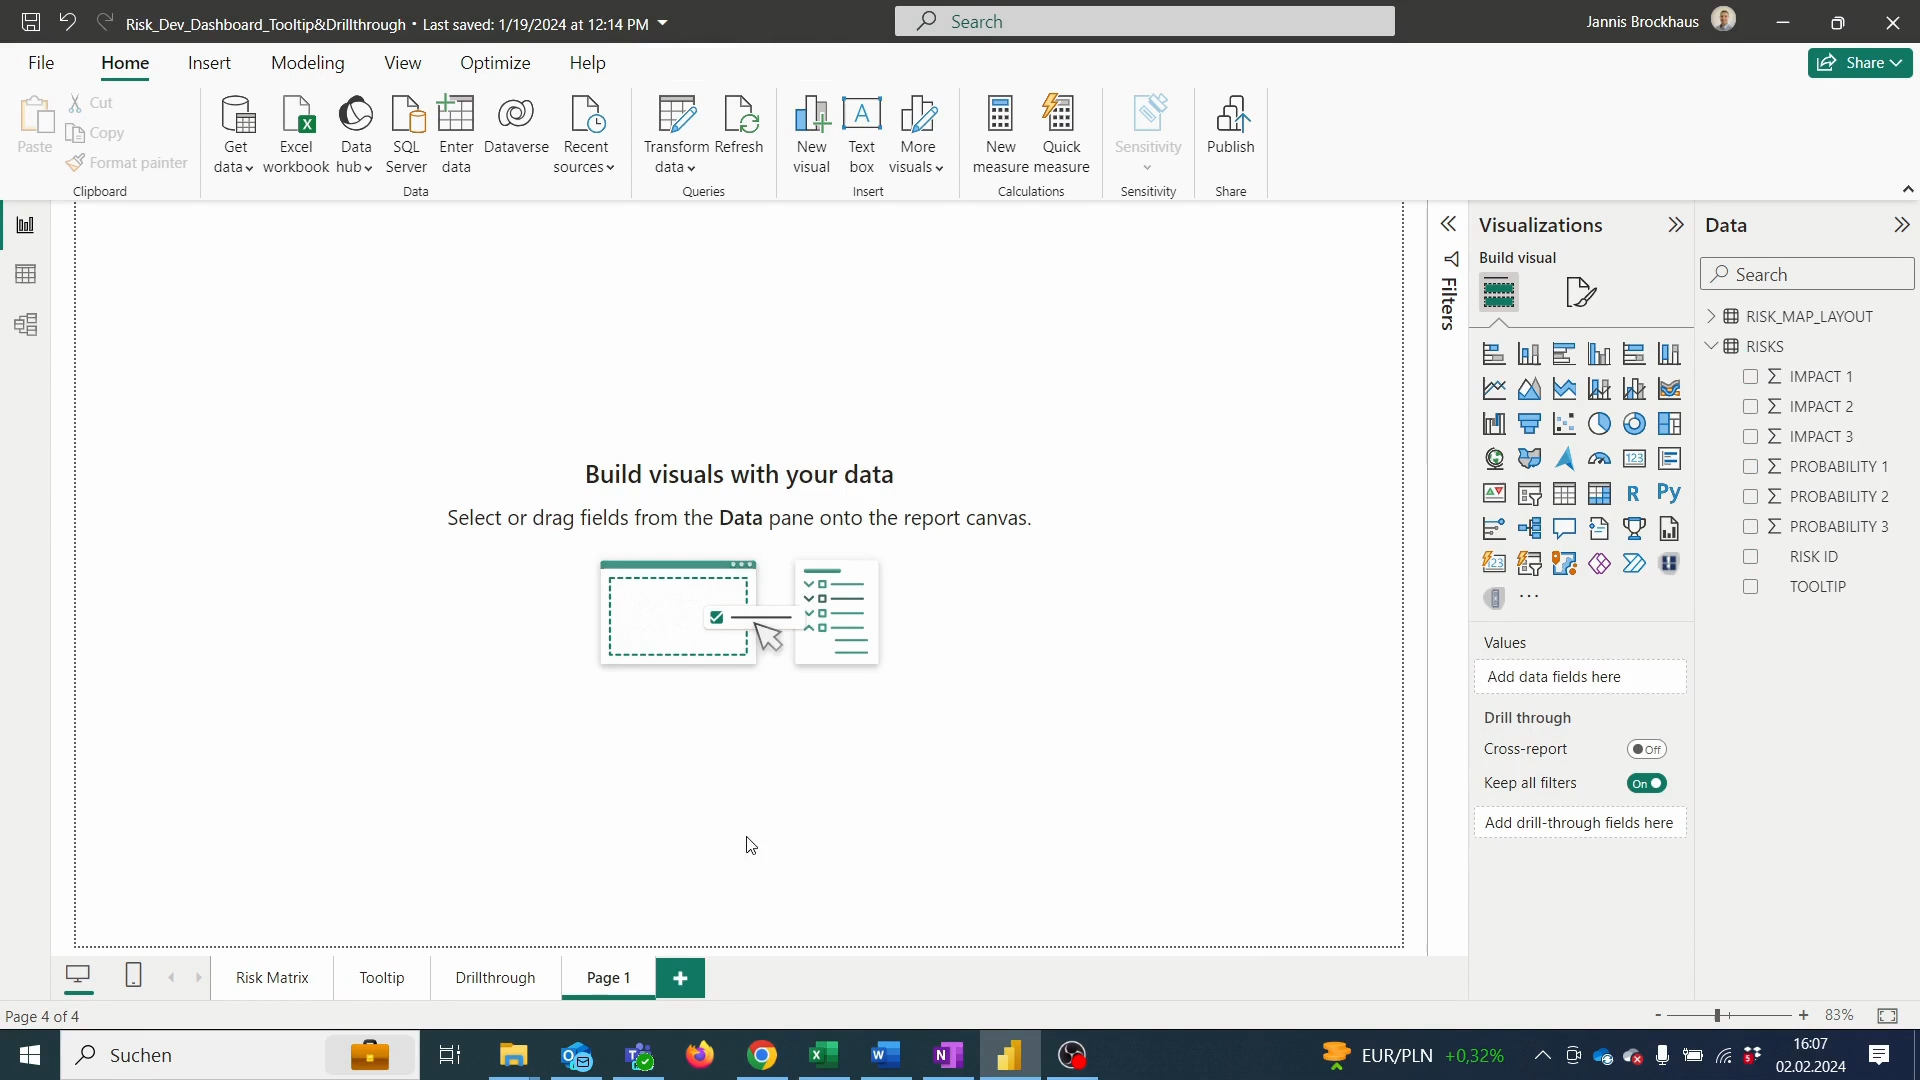 Risk_Dev_Dashboard_Tooltip&Drillthrough • Last saved: 1/19/2024 at 12:14 PM
Search
Jannis Brockhaus
File Home Insert Modeling View Optimize Help
Share
Paste
Cut
Copy
Format painter
Clipboard
Get data
Excel workbook
Data hub
SQL Server
Enter data
Dataverse
Recent sources
Data
Transform data
Refresh
Queries
New visual
Text box
More visuals
Insert
New measure
Quick measure
Calculations
Sensitivity
Sensitivity
Publish
Share
Build visuals with your data
Select or drag fields from the Data pane onto the report canvas.
Filters
Visualizations
Build visual
R
Py
123
Values
Add data fields here
Drill through
Cross-report
Off
Keep all filters
On
Add drill-through fields here
Data
Search
RISK_MAP_LAYOUT
RISKS
IMPACT 1
IMPACT 2
IMPACT 3
PROBABILITY 1
PROBABILITY 2
PROBABILITY 3
RISK ID
TOOLTIP
Risk Matrix
Tooltip
Drillthrough
Page 1
Page 4 of 4
83%
Suchen
EUR/PLN +0,32%
16:07
02.02.2024